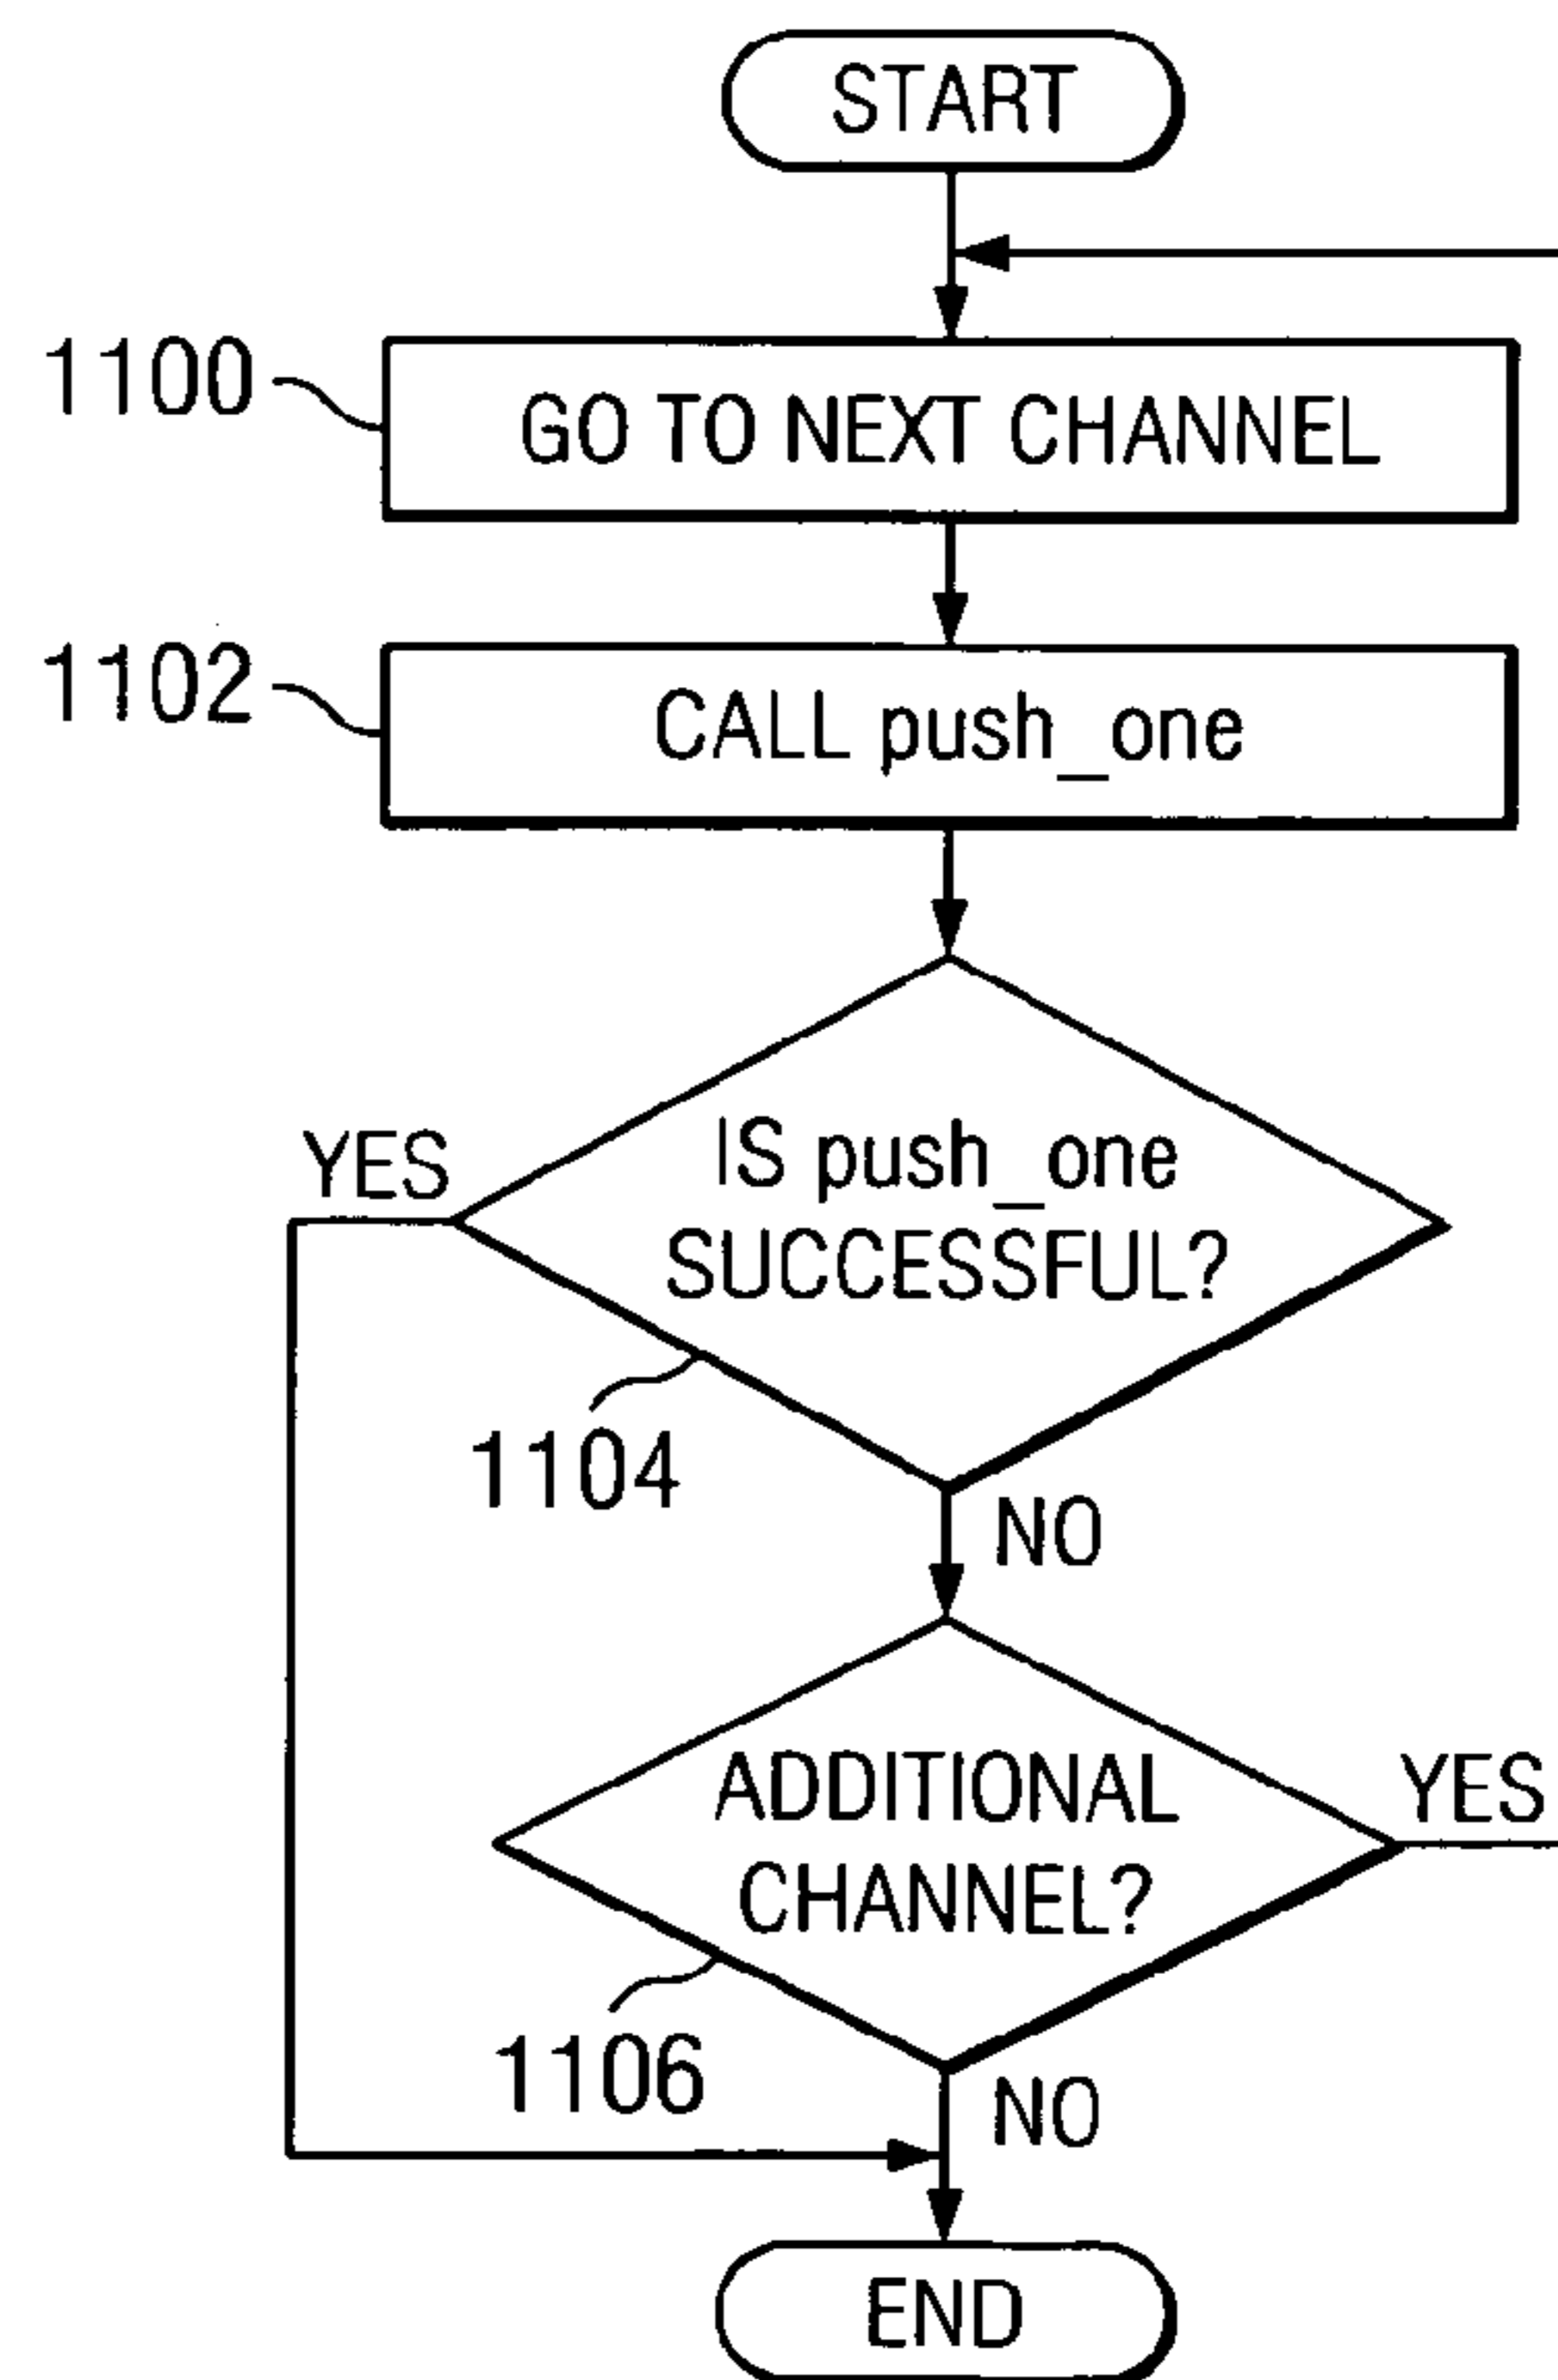 START
1100
GO TO NEXT CHANNEL
1102
CALL push_one
YES
IS push_one
SUCCESSFUL?
1104
NO
ADDITIONAL
CHANNEL?
YES
1106
NO
END